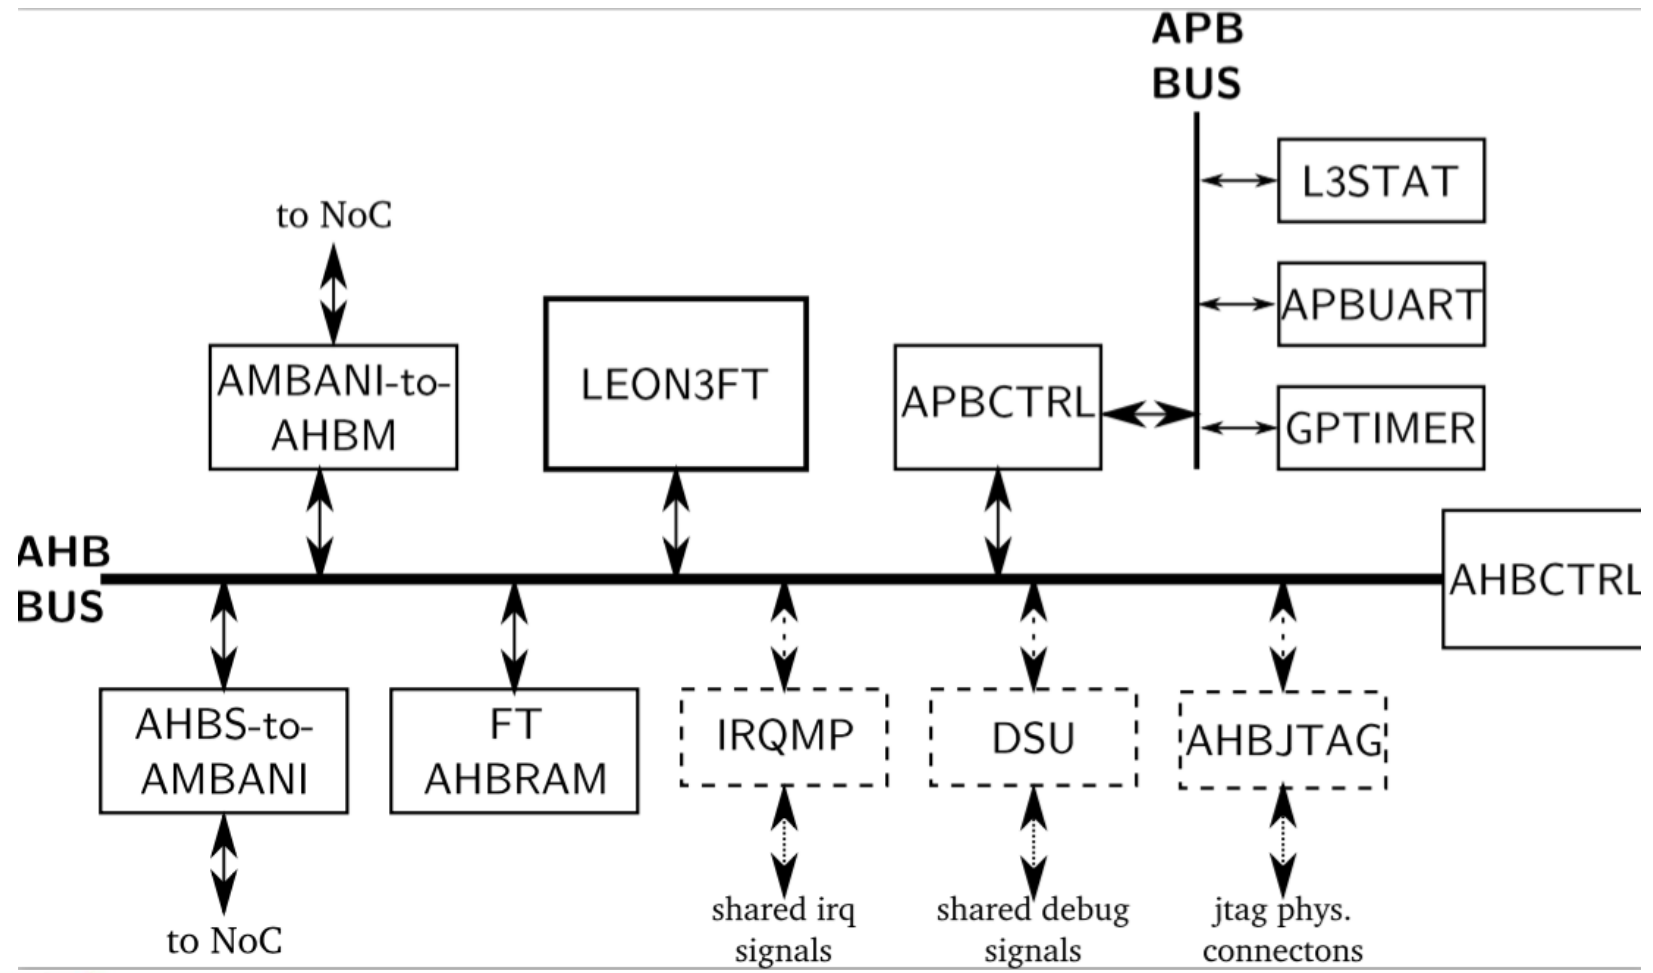 APB
BUS
L3STAT
to NoC
APBUART
AMBANI-to-
AHBM
LEON3FT
APBCTRL
GPTIMER
AHB
BUS
AHBCTRL
AHBS-to-
AMBANI
FT
AHBRAM
IRQMP
DSU
AHBJTAG
shared irq
signals
shared debug
signals
jtag phys.
connectons
to NoC